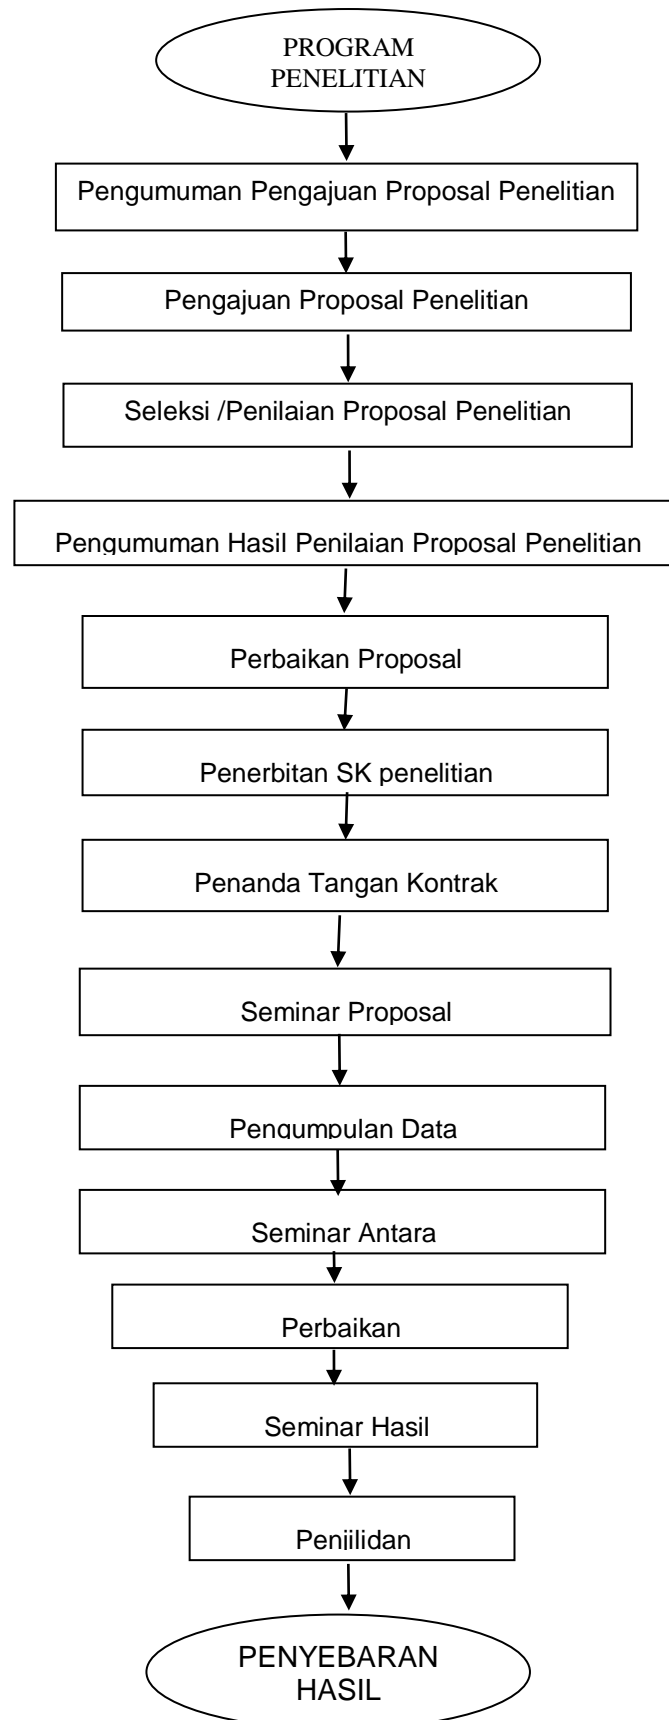 PROGRAM
PENELITIAN
Pengumuman Pengajuan Proposal Penelitian
Pengajuan Proposal Penelitian
Seleksi /Penilaian Proposal Penelitian
Pengumuman Hasil Penilaian Proposal Penelitian
Perbaikan Proposal
Penerbitan SK penelitian
Penanda Tangan Kontrak
Seminar Proposal
Pengumpulan Data
Seminar Antara
Perbaikan
Seminar Hasil
Penjilidan
PENYEBARAN
HASIL